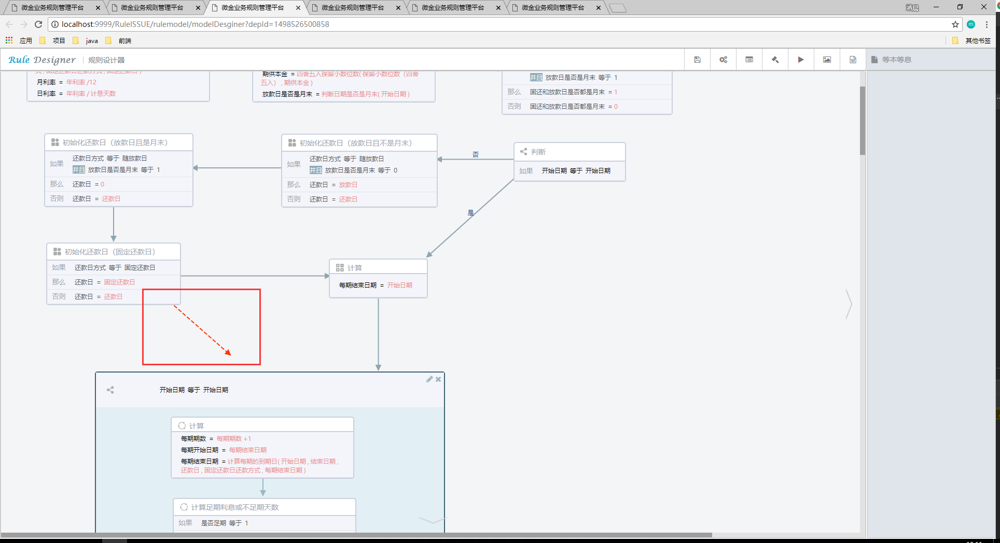 微金业务规则管理平台
微金业务规则管理平台
微金业务规则管理平台
微金业务规则管理平台
微金业务规则管理平台
微金业务规则管理平台
涵晨
localhost:9999/RuleISSUE/rulemodel/modelDesginer?depId=1498526500858
m
应用 项目 java 前端 其他书签
Rule Designer 规则设计器
等本等息
式 , 固定还款日还款方式 , 固定还款日 )
月利率 = 年利率 /12
日利率 = 年利率 / 计息天数
期供本金 = 四舍五入保留小数位数( 保留小数位数（四舍
五入） , 期供本金 )
放款日是否是月末 = 判断日期是否是月末( 开始日期 )
并且 放款日是否是月末 等于 1
那么 固还和放款日是否都是月末 = 1
否则 固还和放款日是否都是月末 = 0
初始化还款日（放款日且是月末）
如果 还款日方式 等于 随放款日
并且 放款日是否是月末 等于 1
那么 还款日 = 0
否则 还款日 = 还款日
初始化还款日（放款日且不是月末）
如果 还款日方式 等于 随放款日
并且 放款日是否是月末 等于 0
那么 还款日 = 放款日
否则 还款日 = 还款日
否
判断
如果 开始日期 等于 开始日期
是
初始化还款日（固定还款日）
如果 还款日方式 等于 固定还款日
那么 还款日 = 固定还款日
否则 还款日 = 还款日
计算
每期结束日期 = 开始日期
开始日期 等于 开始日期
计算
每期期数 = 每期期数 +1
每期开始日期 = 每期结束日期
每期结束日期 = 计算每期的到期日( 开始日期 , 结束日期 ,
还款日 , 固定还款日还款方式 , 每期结束日期 )
计算足期利息或不足期天数
如果 是否足期 等于 1